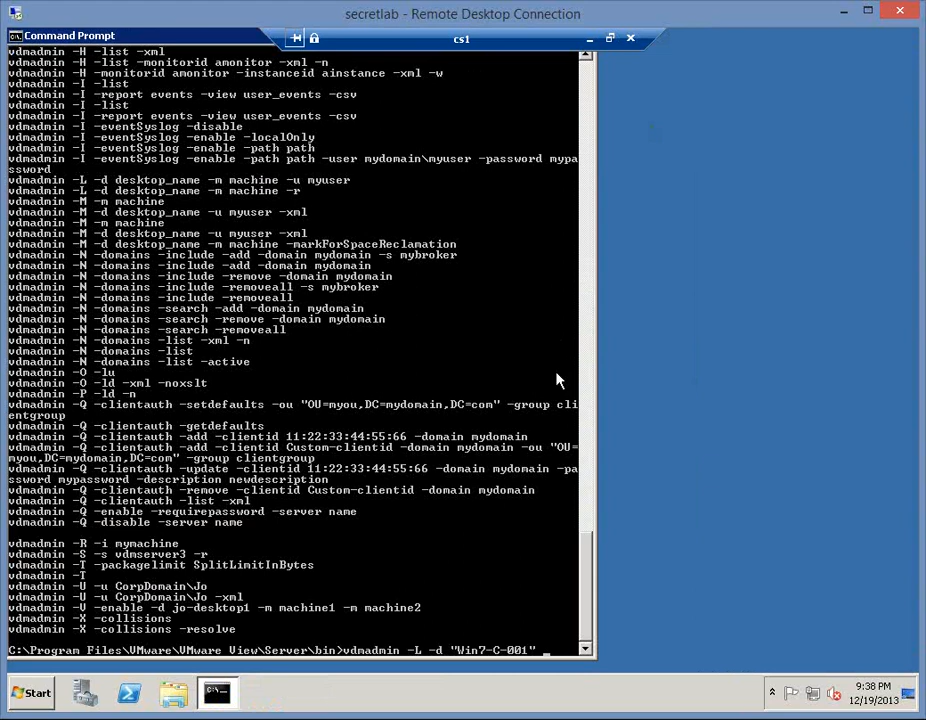 secretlab - Remote Desktop Connection
Command Prompt
cs1
vdmadmin -H -list -xml
vdmadmin -H -list -monitorid amonitor -xml -n
vdmadmin -H -monitorid amonitor -instanceid ainstance -xml -w
vdmadmin -I -list
vdmadmin -I -report events -view user_events -csv
vdmadmin -I -list
vdmadmin -I -report events -view user_events -csv
vdmadmin -I -eventSyslog -disable
vdmadmin -I -eventSyslog -enable -localOnly
vdmadmin -I -eventSyslog -enable -path path
vdmadmin -I -eventSyslog -enable -path path -user mydomain\myuser -password mypa
ssword
vdmadmin -L -d desktop_name -m machine -u myuser
vdmadmin -L -d desktop_name -m machine -r
vdmadmin -M -m machine
vdmadmin -M -d desktop_name -u myuser -xml
vdmadmin -M -m machine
vdmadmin -M -d desktop_name -u myuser -xml
vdmadmin -M -d desktop_name -m machine -markForSpaceReclamation
vdmadmin -N -domains -include -add -domain mydomain -s mybroker
vdmadmin -N -domains -include -add -domain mydomain
vdmadmin -N -domains -include -remove -domain mydomain
vdmadmin -N -domains -include -removeall -s mybroker
vdmadmin -N -domains -include -removeall
vdmadmin -N -domains -search -add -domain mydomain
vdmadmin -N -domains -search -remove -domain mydomain
vdmadmin -N -domains -search -removeall
vdmadmin -N -domains -list -xml -n
vdmadmin -N -domains -list
vdmadmin -N -domains -list -active
vdmadmin -O -lu
vdmadmin -O -ld -xml -noxslt
vdmadmin -P -ld -n
vdmadmin -Q -clientauth -setdefaults -ou "OU=myou,DC=mydomain,DC=com" -group cli
entgroup
vdmadmin -Q -clientauth -getdefaults
vdmadmin -Q -clientauth -add -clientid 11:22:33:44:55:66 -domain mydomain
vdmadmin -Q -clientauth -add -clientid Custom-clientid -domain mydomain -ou "OU=
myou,DC=mydomain,DC=com" -group clientgroup
vdmadmin -Q -clientauth -update -clientid 11:22:33:44:55:66 -domain mydomain -pa
ssword mypassword -description newdescription
vdmadmin -Q -clientauth -remove -clientid Custom-clientid -domain mydomain
vdmadmin -Q -clientauth -list -xml
vdmadmin -Q -enable -requirepassword -server name
vdmadmin -Q -disable -server name
vdmadmin -R -i mymachine
vdmadmin -S -s vdmserver3 -r
vdmadmin -T -packagelimit SplitLimitInBytes
vdmadmin -T
vdmadmin -U -u CorpDomain\Jo
vdmadmin -U -u CorpDomain\Jo -xml
vdmadmin -V -enable -d jo-desktop1 -m machine1 -m machine2
vdmadmin -X -collisions
vdmadmin -X -collisions -resolve
C:\Program Files\VMware\VMware View\Server\bin>vdmadmin -L -d "Win7-C-001" _
Start
9:38 PM
12/19/2013